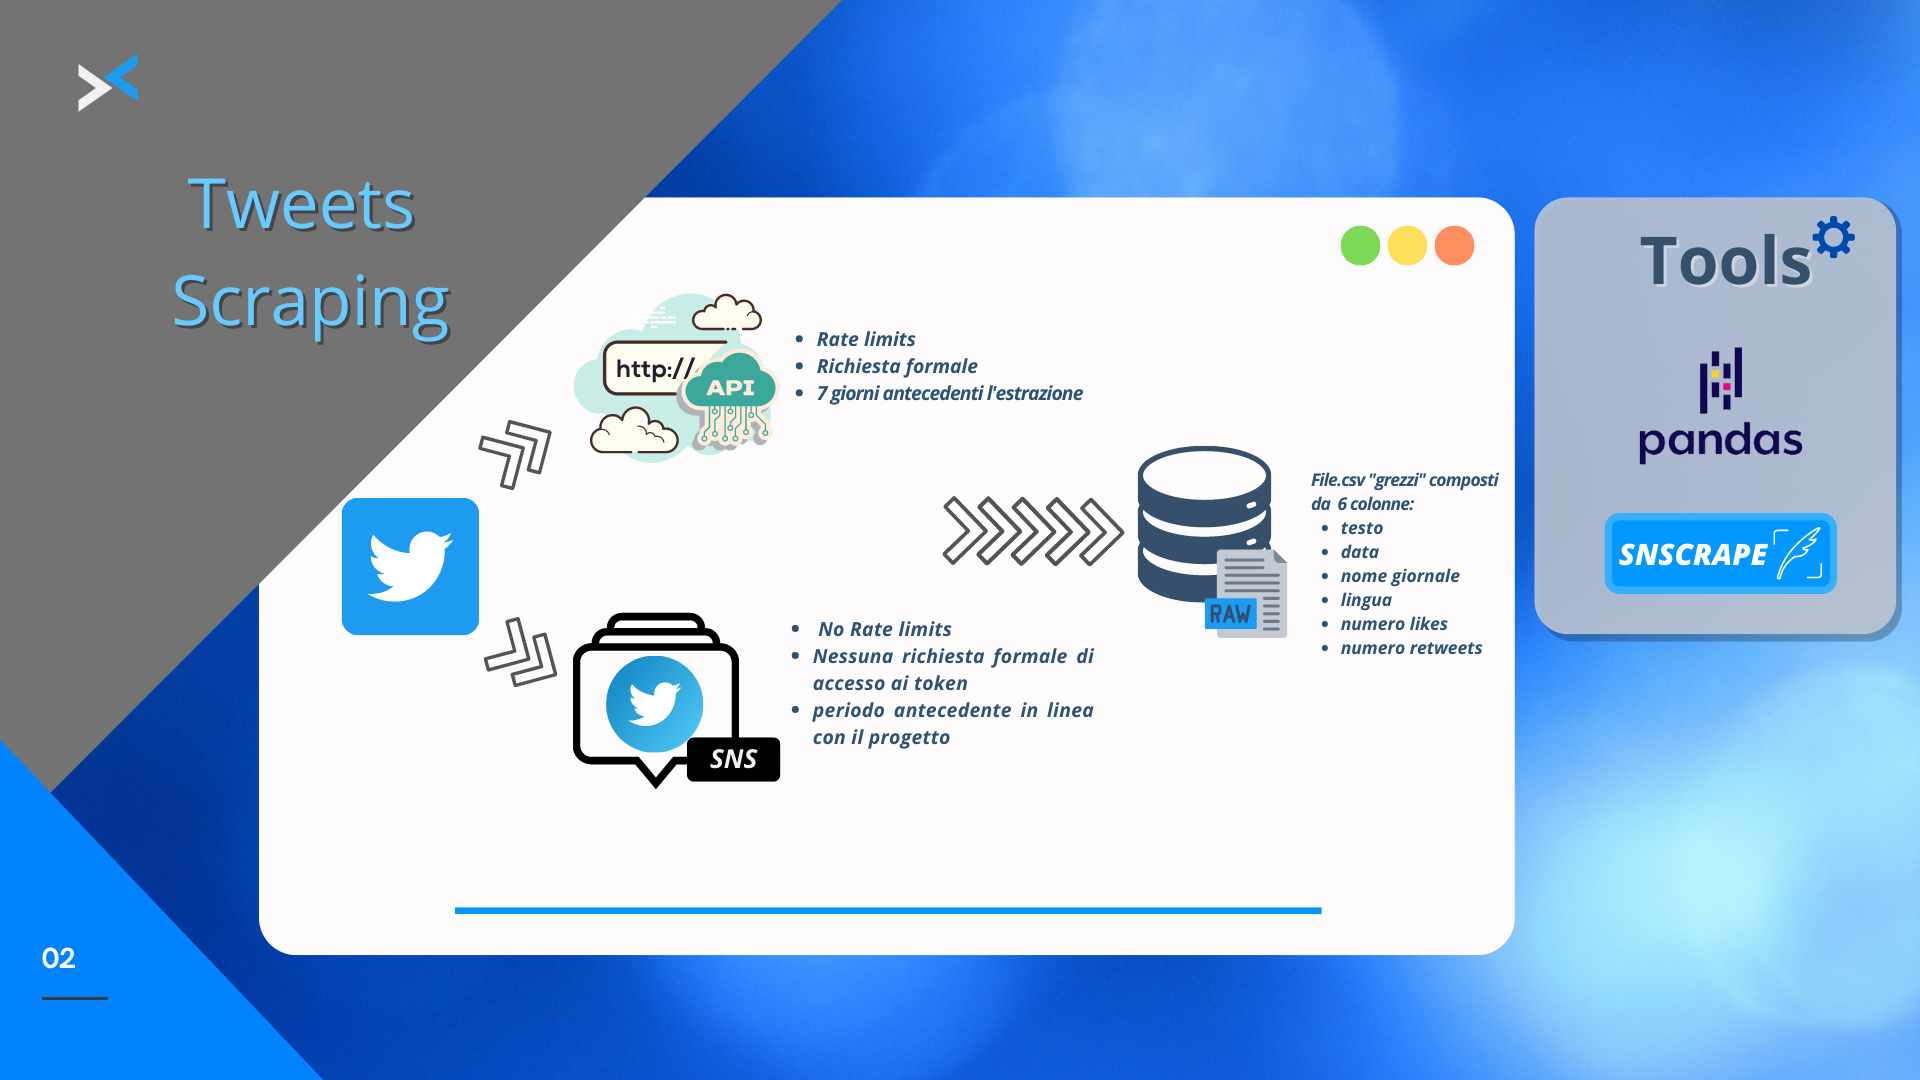 Tweets
Scraping
http://
API
• Rate limits
• Richiesta formale
• 7 giorni antecedenti l'estrazione
SNS
• No Rate limits
• Nessuna richiesta formale di
accesso ai token
• periodo antecedente in linea
con il progetto
RAW
File.csv "grezzi" composti
da 6 colonne:
• testo
• data
• nome giornale
• lingua
• numero likes
• numero retweets
Tools
pandas
SNSCRAPE
02